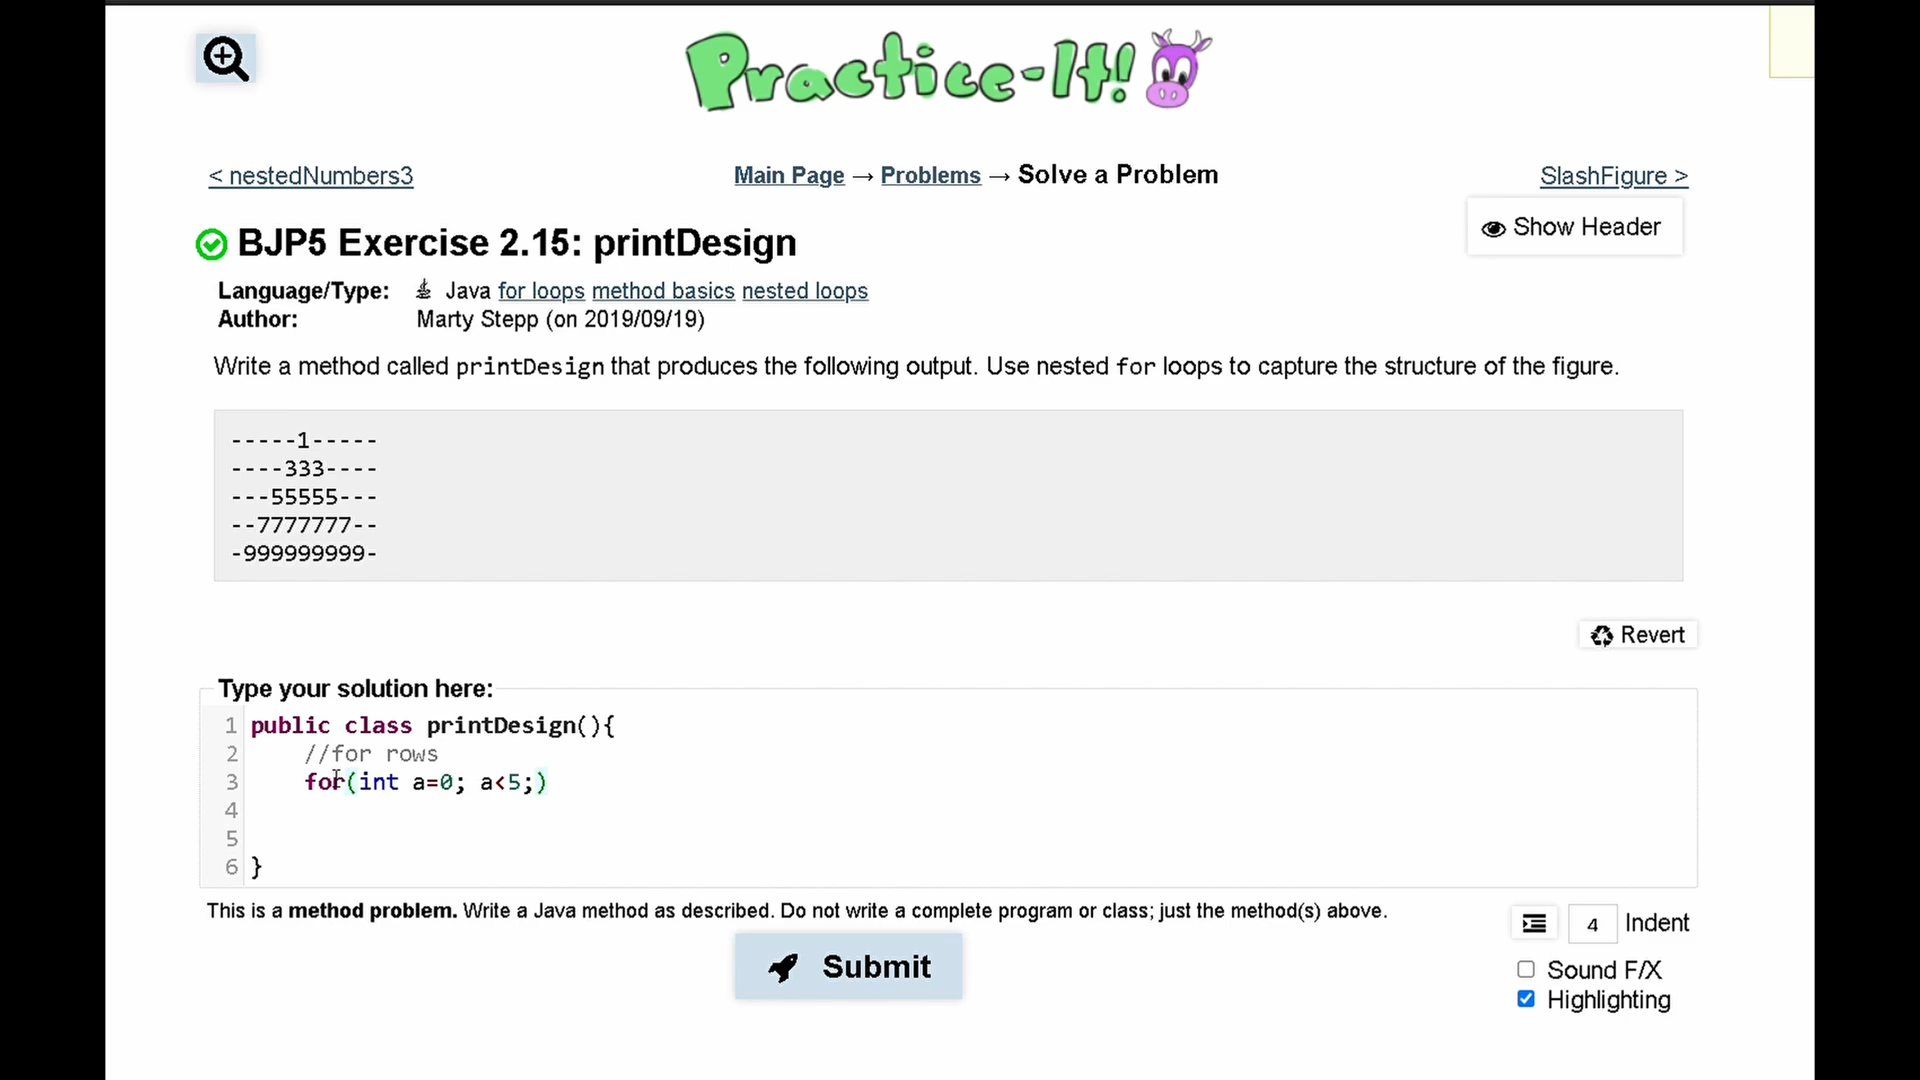 Practice-It!
< nestedNumbers3
Main Page → Problems → Solve a Problem
SlashFigure >
Show Header
BJP5 Exercise 2.15: printDesign
Language/Type: Java for loops method basics nested loops
Author: Marty Stepp (on 2019/09/19)
Write a method called printDesign that produces the following output. Use nested for loops to capture the structure of the figure.
-----1-----
----333----
---55555---
--7777777--
-999999999-
Revert
Type your solution here:
1 public class printDesign(){
2 //for rows
3 for(int a=0; a<5;)
4
5
6 }
This is a method problem. Write a Java method as described. Do not write a complete program or class; just the method(s) above.
4 Indent
Submit
Sound F/X
Highlighting